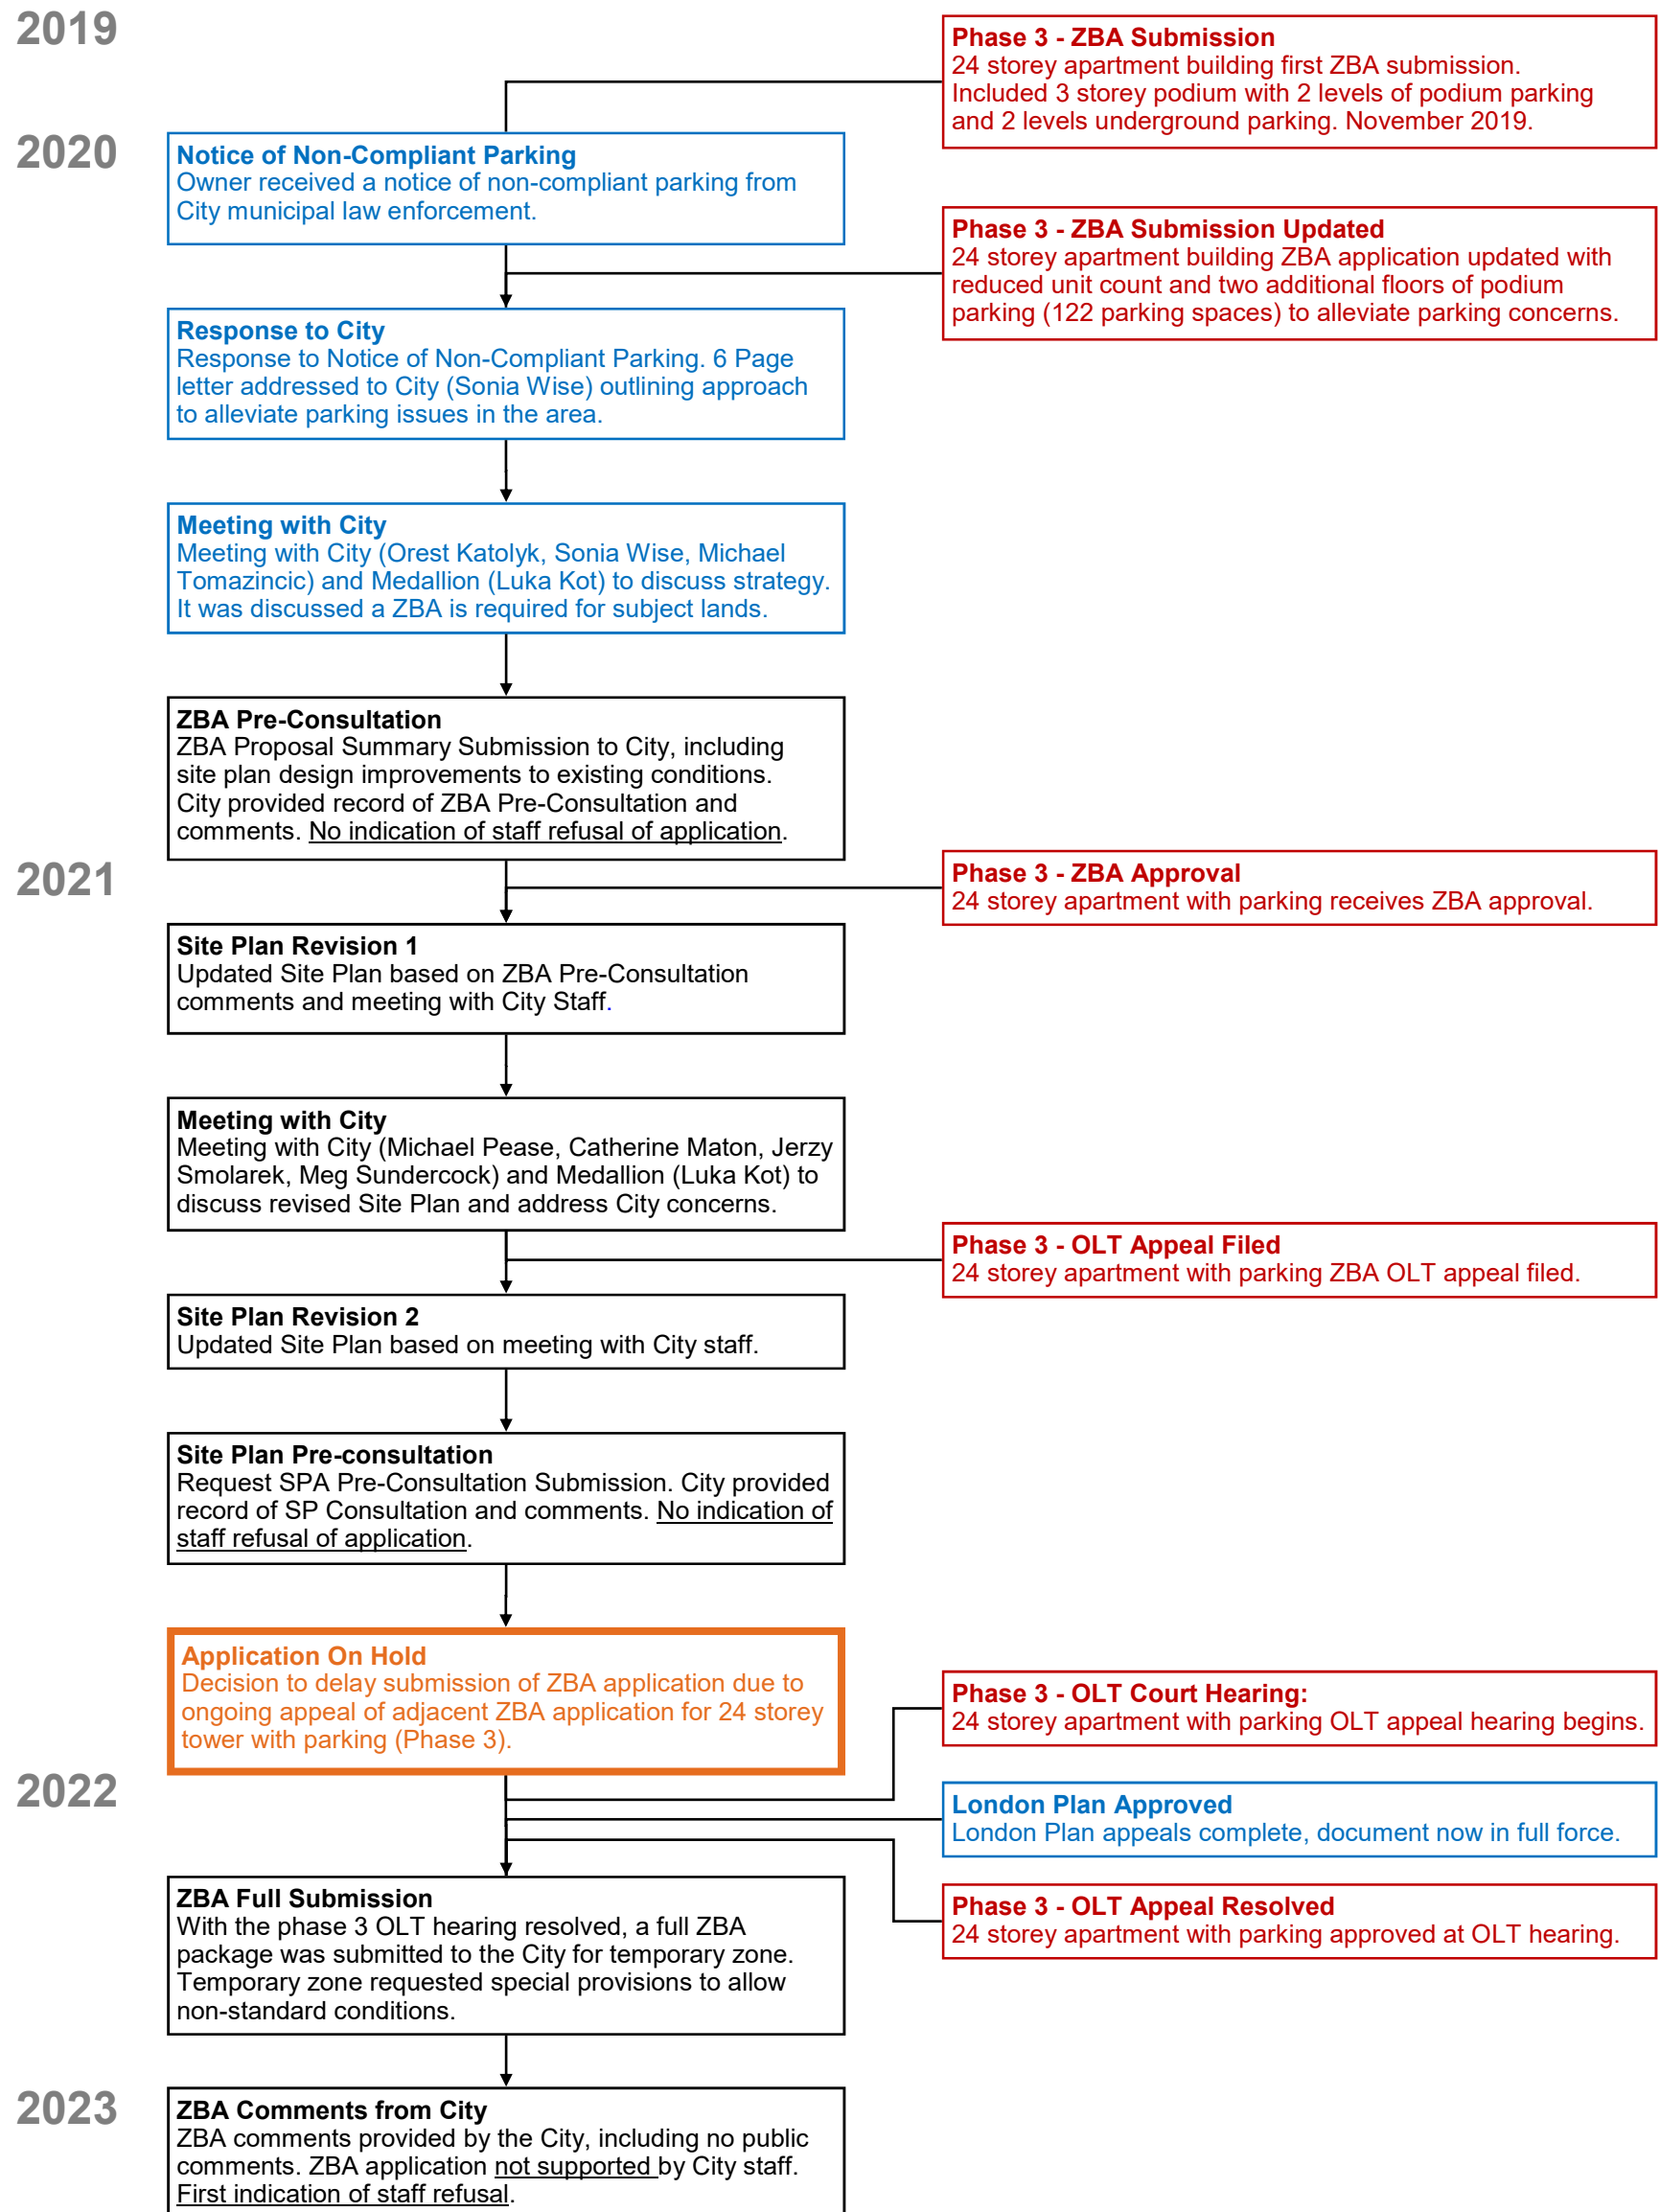 2019
Phase 3 - ZBA Submission
24 storey apartment building first ZBA submission.
Included 3 storey podium with 2 levels of podium parking
and 2 levels underground parking. November 2019.
2020
Notice of Non-Compliant Parking
Owner received a notice of non-compliant parking from
City municipal law enforcement.
Phase 3 - ZBA Submission Updated
24 storey apartment building ZBA application updated with
reduced unit count and two additional floors of podium
parking (122 parking spaces) to alleviate parking concerns.
Response to City
Response to Notice of Non-Compliant Parking. 6 Page
letter addressed to City (Sonia Wise) outlining approach
to alleviate parking issues in the area.
Meeting with City
Meeting with City (Orest Katolyk, Sonia Wise, Michael
Tomazincic) and Medallion (Luka Kot) to discuss strategy.
It was discussed a ZBA is required for subject lands.
ZBA Pre-Consultation
ZBA Proposal Summary Submission to City, including
site plan design improvements to existing conditions.
City provided record of ZBA Pre-Consultation and
comments. No indication of staff refusal of application.
2021
Phase 3 - ZBA Approval
24 storey apartment with parking receives ZBA approval.
Site Plan Revision 1
Updated Site Plan based on ZBA Pre-Consultation
comments and meeting with City Staff.
Meeting with City
Meeting with City (Michael Pease, Catherine Maton, Jerzy
Smolarek, Meg Sundercock) and Medallion (Luka Kot) to
discuss revised Site Plan and address City concerns.
Phase 3 - OLT Appeal Filed
24 storey apartment with parking ZBA OLT appeal filed.
Site Plan Revision 2
Updated Site Plan based on meeting with City staff.
Site Plan Pre-consultation
Request SPA Pre-Consultation Submission. City provided
record of SP Consultation and comments. No indication of
staff refusal of application.
Application On Hold
Decision to delay submission of ZBA application due to
ongoing appeal of adjacent ZBA application for 24 storey
tower with parking (Phase 3).
Phase 3 - OLT Court Hearing:
24 storey apartment with parking OLT appeal hearing begins.
2022
London Plan Approved
London Plan appeals complete, document now in full force.
Phase 3 - OLT Appeal Resolved
24 storey apartment with parking approved at OLT hearing.
ZBA Full Submission
With the phase 3 OLT hearing resolved, a full ZBA
package was submitted to the City for temporary zone.
Temporary zone requested special provisions to allow
non-standard conditions.
2023
ZBA Comments from City
ZBA comments provided by the City, including no public
comments. ZBA application not supported by City staff.
First indication of staff refusal.